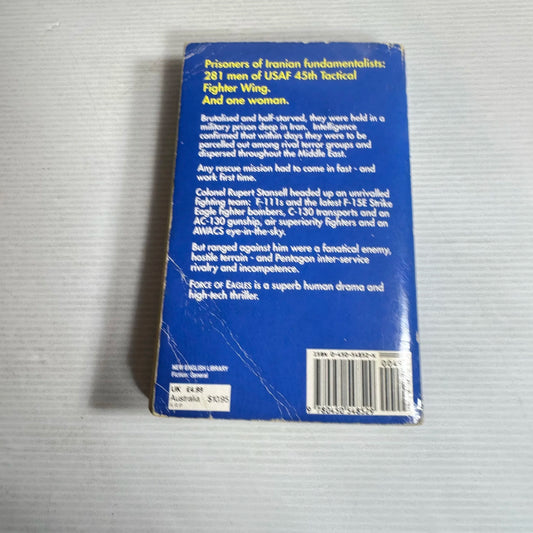 Prisoners of Iranian fundamentalists:
281 men of USAF 45th Tactical
Fighter Wing.
And one woman.
Brutalised and half-starved, they were held in a
military prison deep in Iran. Intelligence
confirmed that within days they were to be
parcelled out among rival terror groups and
dispersed throughout the Middle East.
Any rescue mission had to come in fast - and
work first time.
Colonel Rupert Stansell headed up an unrivalled
fighting team: F-111s and the latest F-15E Strike
Eagle fighter bombers, C-130 transports and an
AC-130 gunship, air superiority fighters and an
AWACS eye-in-the-sky.
But ranged against him were a fanatical enemy,
hostile terrain - and Pentagon inter-service
rivalry and incompetence.
FORCE OF EAGLES is a superb human drama and
high-tech thriller.
NEW ENGLISH LIBRARY
Fiction: General
UK £4.99
Australia $10.95